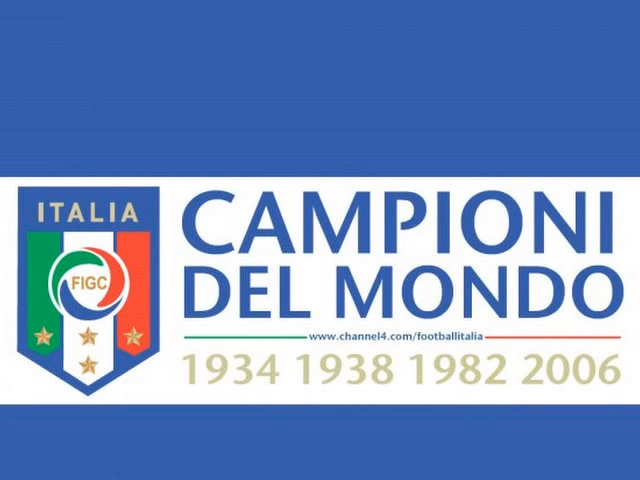 ITALIA
FIGC
CAMPIONI
DEL MONDO
www.channel4.com/footballitalia
1934 1938 1982 2006